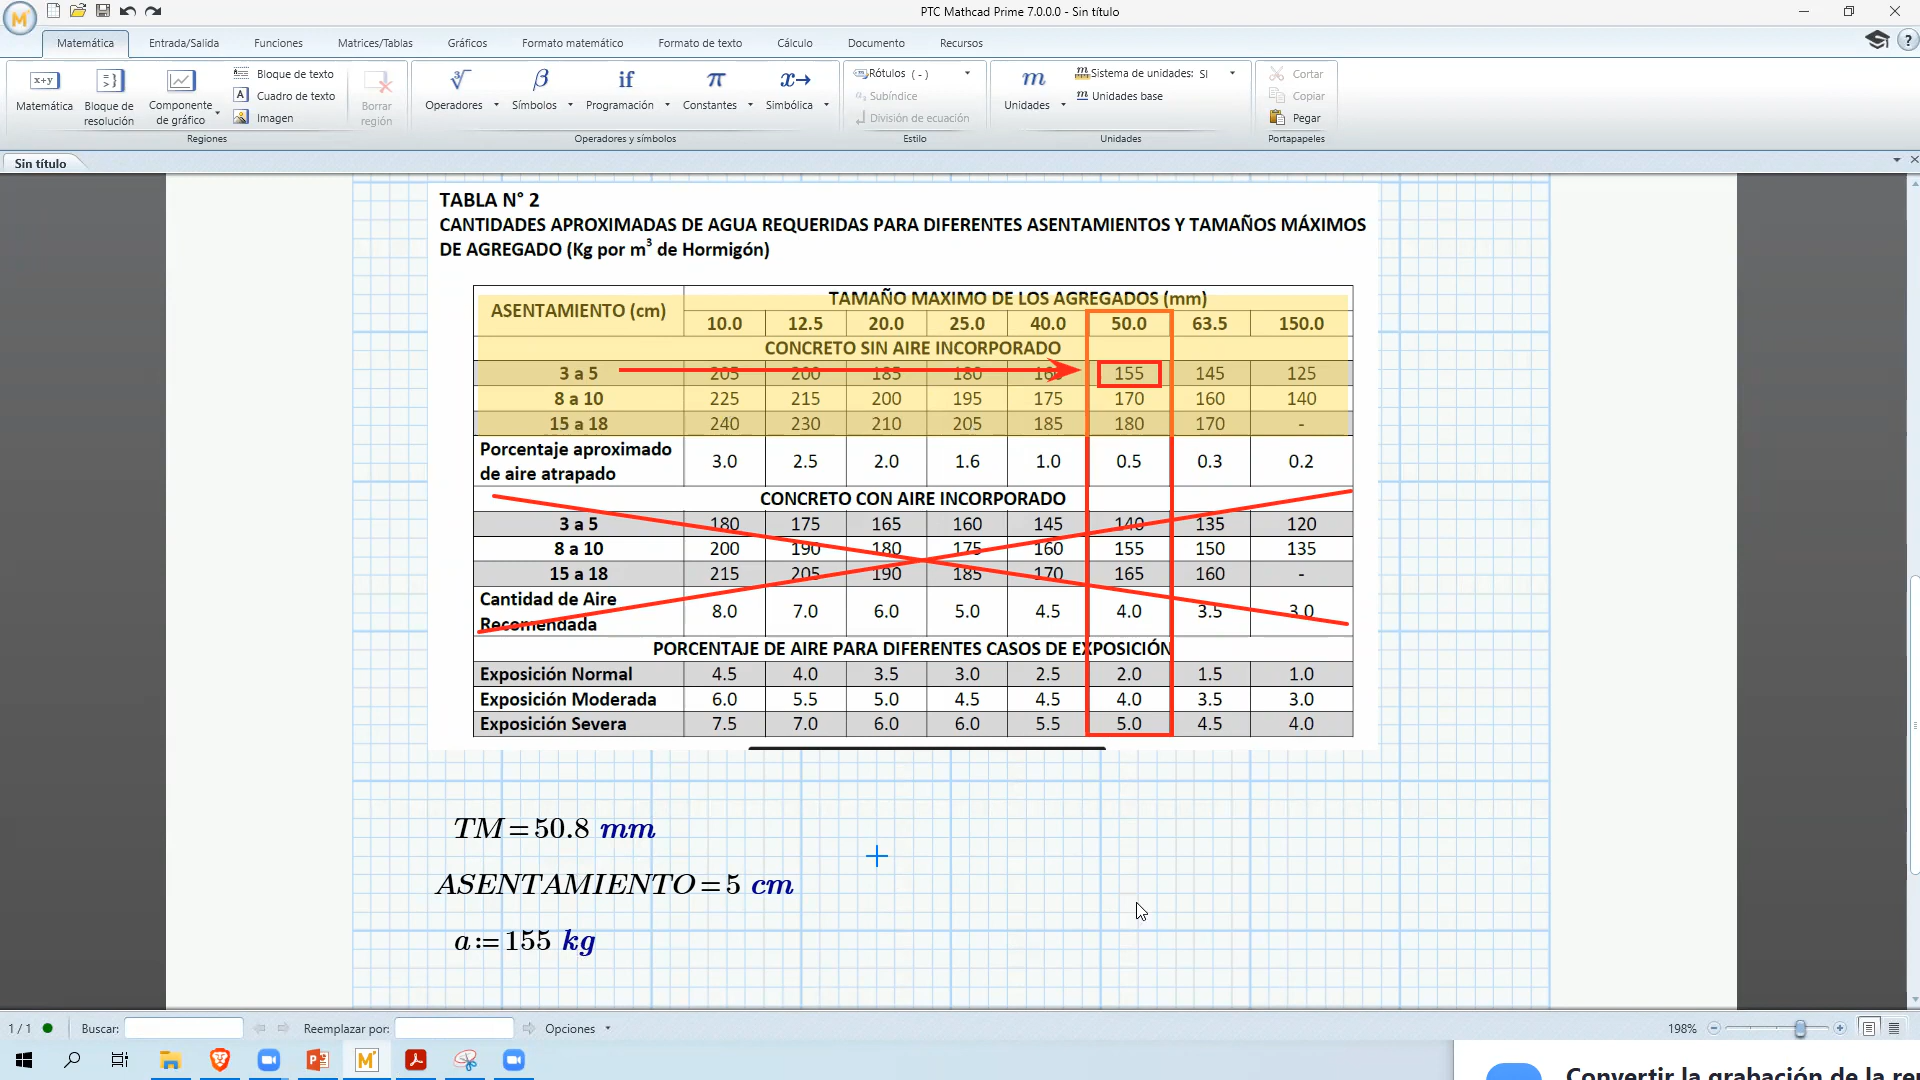 PTC Mathcad Prime 7.0.0.0 - Sin título
Matemática Entrada/Salida Funciones Matrices/Tablas Gráficos Formato matemático Formato de texto Cálculo Documento Recursos
Matemática
Bloque de resolución
Componente de gráfico
Bloque de texto
Cuadro de texto
Imagen
Borrar región
Operadores
Símbolos
Programación
Constantes
Simbólica
Rótulos ( - )
Subíndice
División de ecuación
Unidades
Sistema de unidades: SI
Unidades base
Cortar
Copiar
Pegar
Regiones Operadores y símbolos Estilo Unidades Portapapeles
Sin título
TABLA N° 2
CANTIDADES APROXIMADAS DE AGUA REQUERIDAS PARA DIFERENTES ASENTAMIENTOS Y TAMAÑOS MÁXIMOS
DE AGREGADO (Kg por m³ de Hormigón)
ASENTAMIENTO (cm) TAMAÑO MAXIMO DE LOS AGREGADOS (mm)
10.0 12.5 20.0 25.0 40.0 50.0 63.5 150.0
CONCRETO SIN AIRE INCORPORADO
3 a 5 205 200 185 180 160 155 145 125
8 a 10 225 215 200 195 175 170 160 140
15 a 18 240 230 210 205 185 180 170 -
Porcentaje aproximado
de aire atrapado 3.0 2.5 2.0 1.6 1.0 0.5 0.3 0.2
CONCRETO CON AIRE INCORPORADO
3 a 5 180 175 165 160 145 140 135 120
8 a 10 200 190 180 175 160 155 150 135
15 a 18 215 205 190 185 170 165 160 -
Cantidad de Aire
Recomendada 8.0 7.0 6.0 5.0 4.5 4.0 3.5 3.0
PORCENTAJE DE AIRE PARA DIFERENTES CASOS DE EXPOSICIÓN
Exposición Normal 4.5 4.0 3.5 3.0 2.5 2.0 1.5 1.0
Exposición Moderada 6.0 5.5 5.0 4.5 4.5 4.0 3.5 3.0
Exposición Severa 7.5 7.0 6.0 6.0 5.5 5.0 4.5 4.0
TM = 50.8 mm
ASENTAMIENTO = 5 cm
a := 155 kg
1 / 1 Buscar: Reemplazar por: Opciones 198%
Convertir la grabación de la